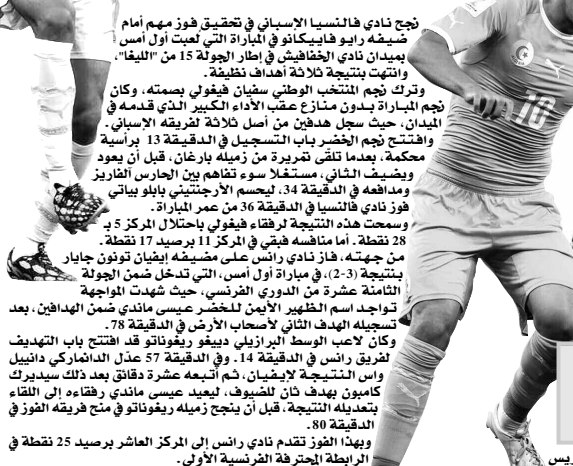 نجح نادي فالنسيا الإسباني في تحقيق فوز مهم أمام
ضيفه رايو فاييكانو في المباراة التي لعبت أول أمس
بميدان نادي الخفافيش في إطار الجولة 15 من "الليغا"،
وانتهت بنتيجة ثلاثة أهداف نظيفة.
وترك نجم المنتخب الوطني سفيان فيغولي بصمته، وكان
نجم المباراة بدون منازع عقب الأداء الكبير الذي قدمه في
الميدان، حيث سجل هدفين من أصل ثلاثة لفريقه الإسباني.
وافتتح نجم الخضر باب التسجيل في الدقيقة 13 برأسية
محكمة، بعدما تلقى تمريرة من زميله بارغان، قبل أن يعود
ويضيف الثاني، مستغلا سوء تفاهم بين الحارس ألفاريز
ومدافعه في الدقيقة 34، ليحسم الأرجنتيني بابلو بياتي
فوز نادي فالنسيا في الدقيقة 36 من عمر المباراة.
وسمحت هذه النتيجة لرفقاء فيغولي باحتلال المركز 5 بـ
28 نقطة. أما منافسه فبقي في المركز 11 برصيد 17 نقطة.
من جهته، فاز نادي رانس على مضيفه إيفيان تونون جايار
بنتيجة (3-2)، في مباراة أول أمس، التي تدخل ضمن الجولة
الثامنة عشرة من الدوري الفرنسي، حيث شهدت المواجهة
تواجد اسم الظهير الأيمن للخضر عيسى ماندي ضمن الهدافين، بعد
تسجيله الهدف الثاني لأصحاب الأرض في الدقيقة 78.
وكان لاعب الوسط البرازيلي دييغو ريغوناتو قد افتتح باب التهديف
لفريق رانس في الدقيقة 14. وفي الدقيقة 57 عدّل الدانماركي دانييل
واس النتيجة لإيفيان، ثم أتبعه عشرة دقائق بعد ذلك سيديرك
كامبون بهدف ثان للضيوف، ليعيد عيسى ماندي رفقاءه إلى اللقاء
بتعديله النتيجة، قبل أن ينجح زميله ريغوناتو في منح فريقه الفوز في
الدقيقة 80.
وبهذا الفوز تقدم نادي رانس إلى المركز العاشر برصيد 25 نقطة في
الرابطة المحترفة الفرنسية الأولى.
10